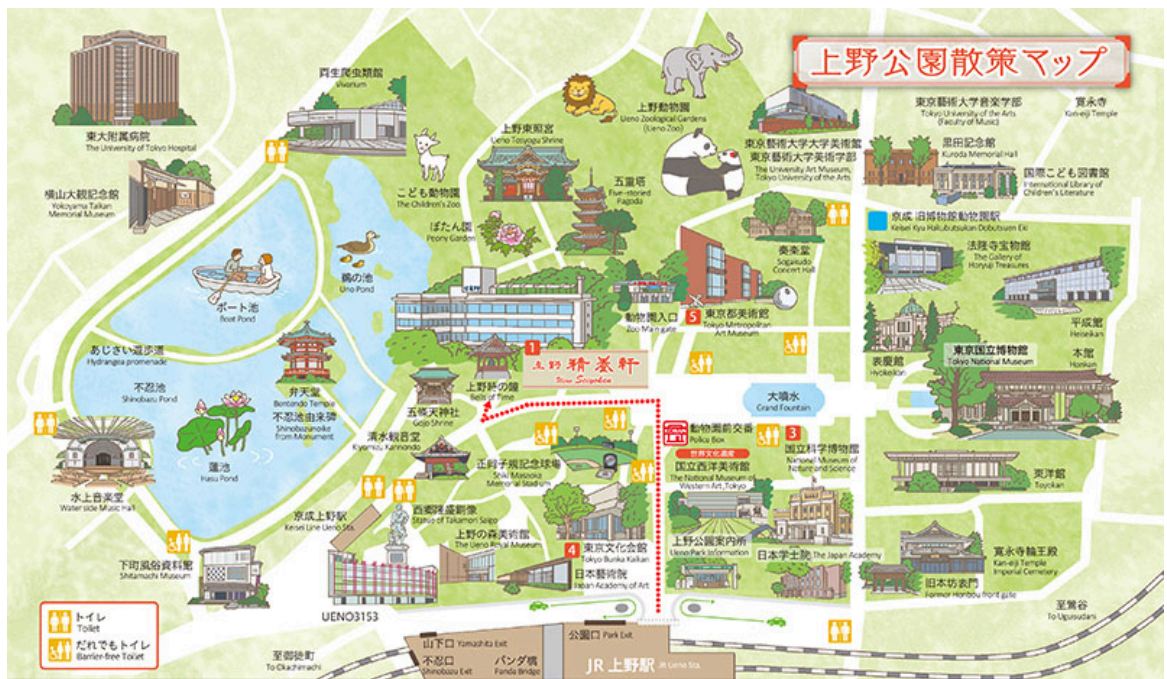 上野公園散策マップ
東大附属病院
The University of Tokyo Hospital
両生爬虫類館
Vivarium
上野動物園
Ueno Zoological Gardens
(Ueno Zoo)
東京藝術大学音楽学部
Tokyo University of the Arts
(Faculty of Music)
寛永寺
Kan-eiji Temple
上野東照宮
Ueno Tosyogu Shrine
東京藝術大学大学美術館
東京藝術大学美術学部
The University Art Museum,
Tokyo University of the Arts
黒田記念館
Kuroda Memorial Hall
国際こども図書館
International Library of
Children's Literature
横山大観記念館
Yokoyama Taikan
Memorial Museum
こども動物園
The Children's Zoo
五重塔
Five-storied
Pagoda
ぼたん園
Peony Garden
京成 旧博物館動物園駅
Keisei Kyu Hakubutsukan Dobutsuen Eki
奏楽堂
Sogakudo
Concert Hall
法隆寺宝物館
The Gallery of
Horyuji Treasures
鵜の池
Uno Pond
ボート池
Boat Pond
動物園入口
Zoo Main gate
5
東京都美術館
Tokyo Metropolitan
Art Museum
平成館
Heiseikan
表慶館
Hyokeikan
東京国立博物館
Tokyo National Museum
本館
Honkan
あじさい遊歩道
Hydrangea promenade
1
上野 精養軒
Ueno Seiyoken
不忍池
Shinobazu Pond
弁天堂
Bentendo Temple
不忍池由来碑
Shinobazunoike
from Monument
上野時の鐘
Bells of Time
五條天神社
Gojo Shrine
大噴水
Grand Fountain
動物園前交番
Police Box
KOBAN
3
国立科学博物館
National Museum of
Nature and Science
清水観音堂
Kiyomizu Kannondo
正岡子規記念球場
Shiki Masaoka
Memorial Stadium
世界文化遺産
国立西洋美術館
The National Museum of
Western Art,Tokyo
東洋館
Toyokan
蓮池
Hasu Pond
水上音楽堂
Water side Music Hall
京成上野駅
Keisei Line Ueno Sta.
西郷隆盛銅像
Statue of Takamori Saigo
上野の森美術館
The Ueno Royal Museum
4
東京文化会館
Tokyo Bunka Kaikan
上野公園案内所
Ueno Park Information
日本学士院 The Japan Academy
寛永寺輪王殿
Kan-eiji Temple
Imperial Cemetery
下町風俗資料館
Shitamachi Museum
日本藝術院
Japan Academy of Art
旧本坊表門
Former Honbou front gate
UENO3153
トイレ
Toilet
だれでもトイレ
Barrier-free Toilet
至鶯谷
To Uguisudani
公園口 Park Exit
山下口 Yamashita Exit
至御徒町
To Okachimachi
不忍口
Shinobazu Exit
パンダ橋
Panda Bridge
JR 上野駅 JR Ueno Sta.